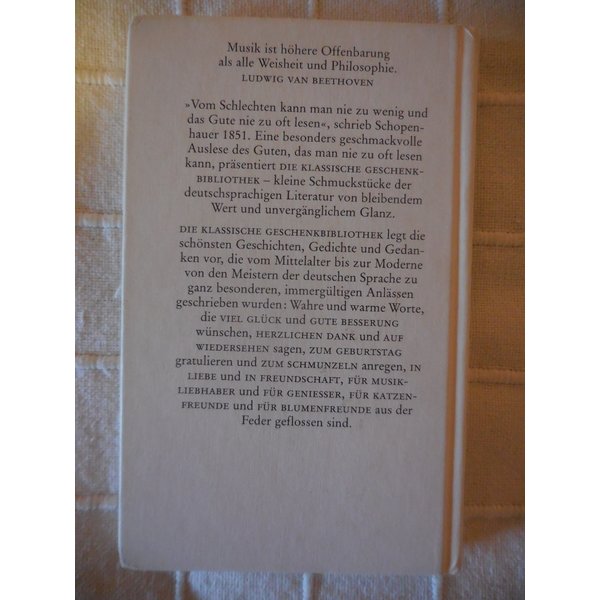 Musik ist höhere Offenbarung
als alle Weisheit und Philosophie.
LUDWIG VAN BEETHOVEN
»Vom Schlechten kann man nie zu wenig und
das Gute nie zu oft lesen«, schrieb Schopen-
hauer 1851. Eine besonders geschmackvolle
Auslese des Guten, das man nie zu oft lesen
kann, präsentiert DIE KLASSISCHE GESCHENK-
BIBLIOTHEK – kleine Schmuckstücke der
deutschsprachigen Literatur von bleibendem
Wert und unvergänglichem Glanz.
DIE KLASSISCHE GESCHENKBIBLIOTHEK legt die
schönsten Geschichten, Gedichte und Gedan-
ken vor, die vom Mittelalter bis zur Moderne
von den Meistern der deutschen Sprache zu
ganz besonderen, immergültigen Anlässen
geschrieben wurden: Wahre und warme Worte,
die VIEL GLÜCK und GUTE BESSERUNG
wünschen, HERZLICHEN DANK und AUF
WIEDERSEHEN sagen, ZUM GEBURTSTAG
gratulieren und ZUM SCHMUNZELN anregen, IN
LIEBE und IN FREUNDSCHAFT, FÜR MUSIK-
LIEBHABER und FÜR GENIESSER, FÜR KATZEN-
FREUNDE und FÜR BLUMENFREUNDE aus der
Feder geflossen sind.